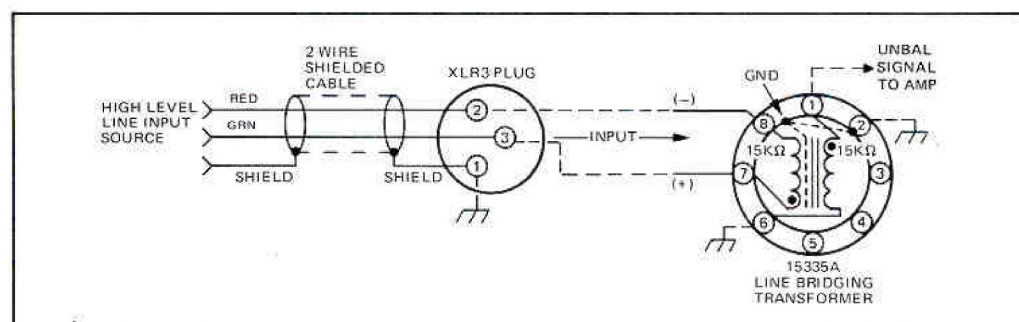 2 WIRE
SHIELDED
CABLE
XLR3 PLUG
UNBAL
SIGNAL
TO AMP
GND
HIGH LEVEL
LINE INPUT
SOURCE
RED
GRN
SHIELD
SHIELD
2
3
1
(−)
INPUT
(+)
1
8
2
15KΩ
15KΩ
7
3
6
4
5
15335A
LINE BRIDGING
TRANSFORMER